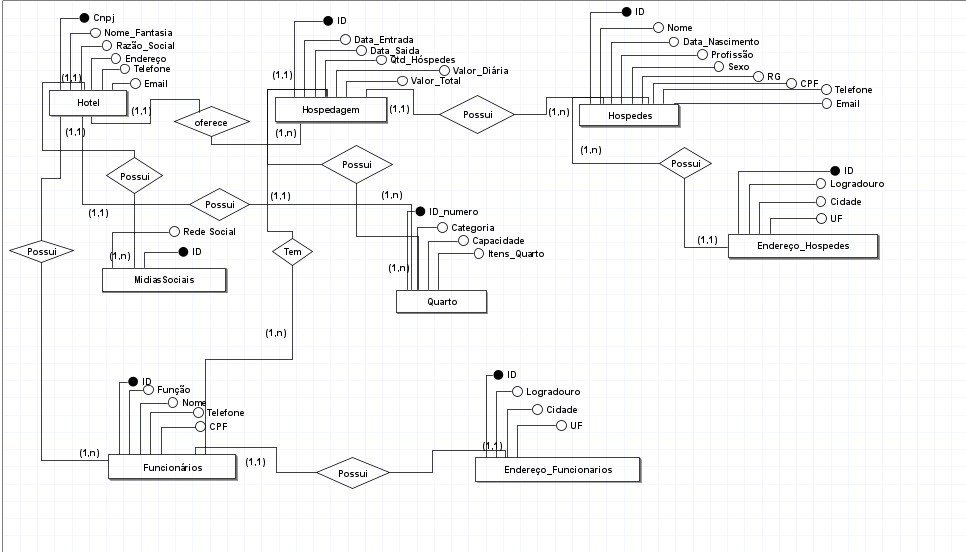 Cnpj
Nome_Fantasia
Razão_Social
Endereço
Telefone
Email
(1,1)
Hotel
(1,1)
(1,1)
oferece
ID
Data_Entrada
Data_Saida
Qtd_Hóspedes
Valor_Diária
Valor_Total
(1,1)
Hospedagem
(1,1)
(1,n)
Possui
(1,n)
ID
Nome
Data_Nascimento
Profissão
Sexo
RG
CPF
Telefone
Email
Hospedes
(1,n)
Possui
(1,1)
ID
Logradouro
Cidade
UF
Endereço_Hospedes
Possui
Possui
(1,1)
Possui
(1,1)
(1,n)
ID_numero
Categoria
Capacidade
Itens_Quarto
(1,n)
Quarto
Rede Social
ID
(1,n)
MidiasSociais
Possui
Tem
(1,n)
ID
Função
Nome
Telefone
CPF
(1,n)
Funcionários
(1,1)
Possui
(1,1)
ID
Logradouro
Cidade
UF
Endereço_Funcionarios